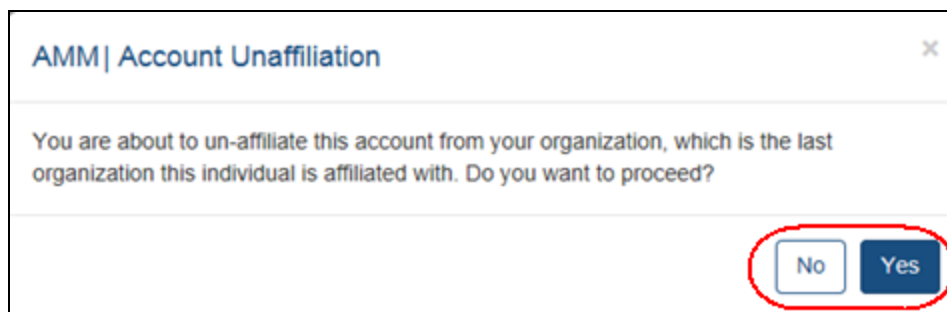 AMM| Account Unaffiliation
×
You are about to un-affiliate this account from your organization, which is the last
organization this individual is affiliated with. Do you want to proceed?
No Yes